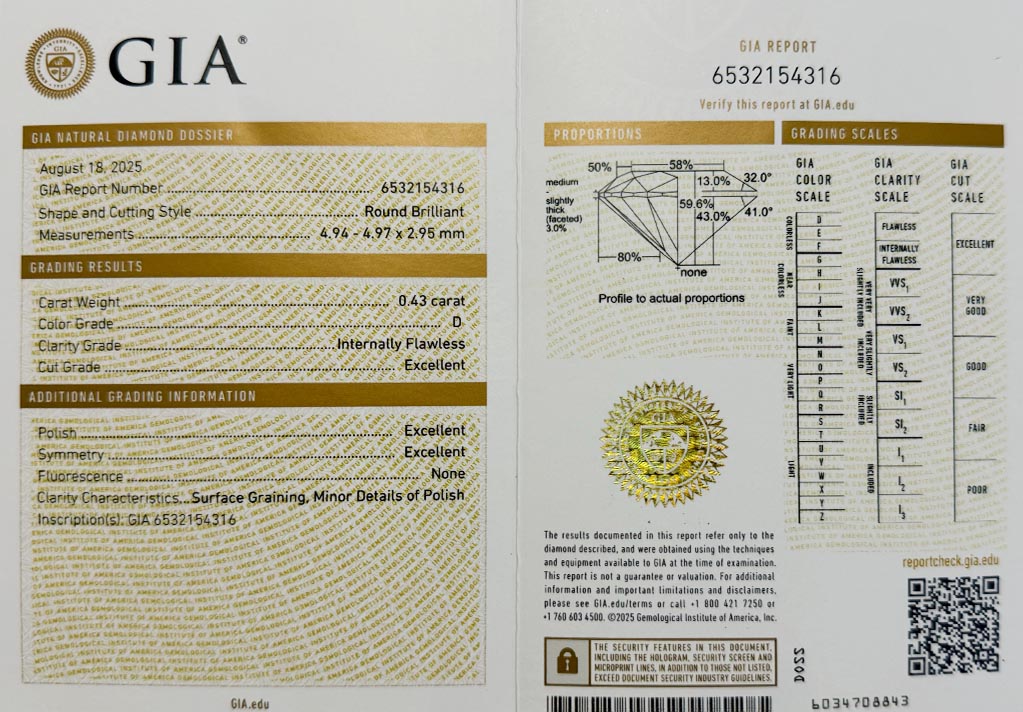 GIA®
GIA NATURAL DIAMOND DOSSIER
August 18, 2025
GIA Report Number 6532154316
Shape and Cutting Style Round Brilliant
Measurements 4.94 - 4.97 x 2.95 mm
GRADING RESULTS
Carat Weight 0.43 carat
Color Grade D
Clarity Grade Internally Flawless
Cut Grade Excellent
ADDITIONAL GRADING INFORMATION
Polish Excellent
Symmetry Excellent
Fluorescence None
Clarity Characteristics... Surface Graining, Minor Details of Polish
Inscription(s): GIA 6532154316
GIA.edu
GIA REPORT
6532154316
Verify this report at GIA.edu
PROPORTIONS
50%
58%
13.0%
32.0°
medium
-
slightly
thick
(faceted)
3.0%
59.6%
43.0%
41.0°
80%
none
Profile to actual proportions
The results documented in this report refer only to the
diamond described, and were obtained using the techniques
and equipment available to GIA at the time of examination.
This report is not a guarantee or valuation. For additional
information and important limitations and disclaimers,
please see GIA.edu/terms or call +1 800 421 7250 or
+1 760 603 4500. ©2025 Gemological Institute of America, Inc.
THE SECURITY FEATURES IN THIS DOCUMENT,
INCLUDING THE HOLOGRAM, SECURITY SCREEN AND
MICROPRINT LINES, IN ADDITION TO THOSE NOT LISTED,
EXCEED DOCUMENT SECURITY INDUSTRY GUIDELINES.
GRADING SCALES
GIA
COLOR
SCALE
COLORLESS
D
E
F
NEAR
COLORLESS
G
H
I
J
FAINT
K
L
M
VERY LIGHT
N
O
P
Q
R
LIGHT
S
T
U
V
W
X
Y
Z
GIA
CLARITY
SCALE
FLAWLESS
INTERNALLY
FLAWLESS
VERY VERY
SLIGHTLY INCLUDED
VVS1
VVS2
VERY SLIGHTLY
INCLUDED
VS1
VS2
SLIGHTLY
INCLUDED
SI1
SI2
INCLUDED
I1
I2
I3
GIA
CUT
SCALE
EXCELLENT
VERY
GOOD
GOOD
FAIR
POOR
reportcheck.gia.edu
6034708843